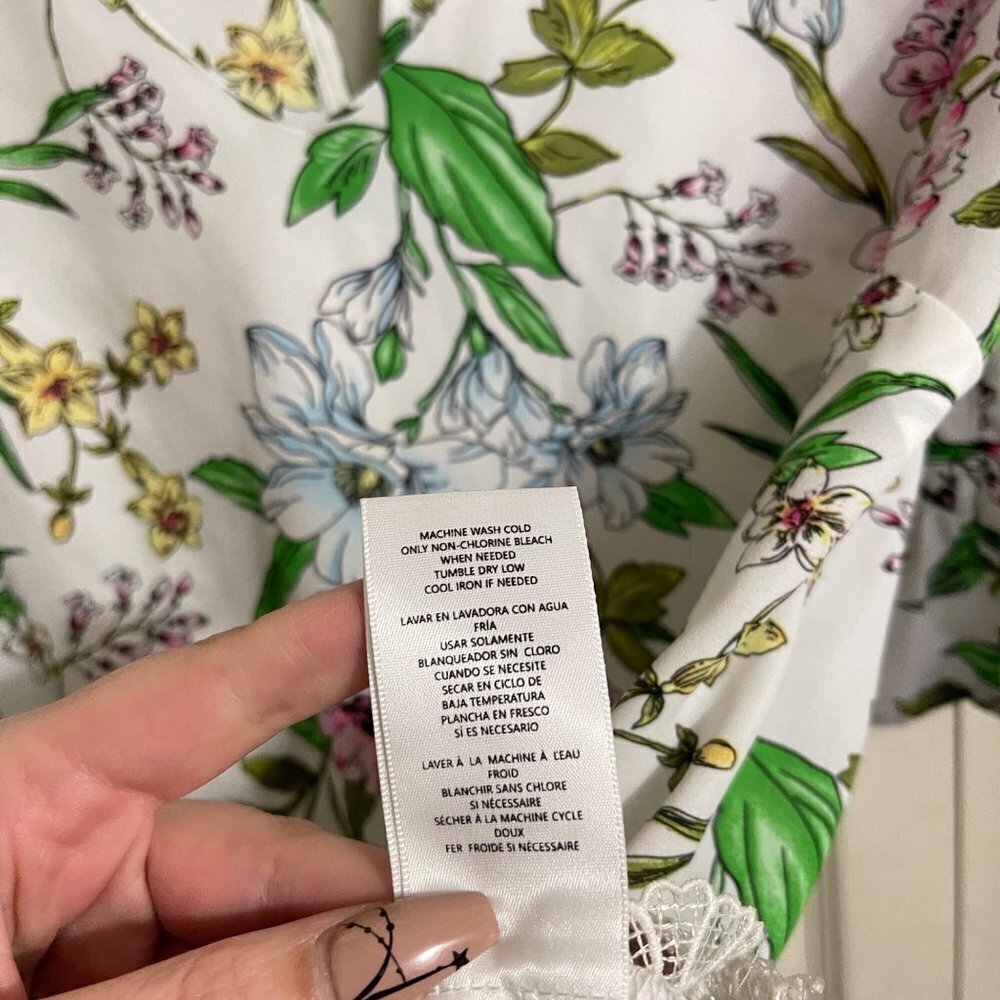 MACHINE WASH COLD
ONLY NON-CHLORINE BLEACH
WHEN NEEDED
TUMBLE DRY LOW
COOL IRON IF NEEDED
LAVAR EN LAVADORA CON AGUA
FRÍA
USAR SOLAMENTE
BLANQUEADOR SIN CLORO
CUANDO SE NECESITE
SECAR EN CICLO DE
BAJA TEMPERATURA
PLANCHA EN FRESCO
SÍ ES NECESARIO
LAVER À LA MACHINE À L'EAU
FROID
BLANCHIR SANS CHLORE
SI NÉCESSAIRE
SÉCHER À LA MACHINE CYCLE
DOUX
FER FROIDE SI NÉCESSAIRE